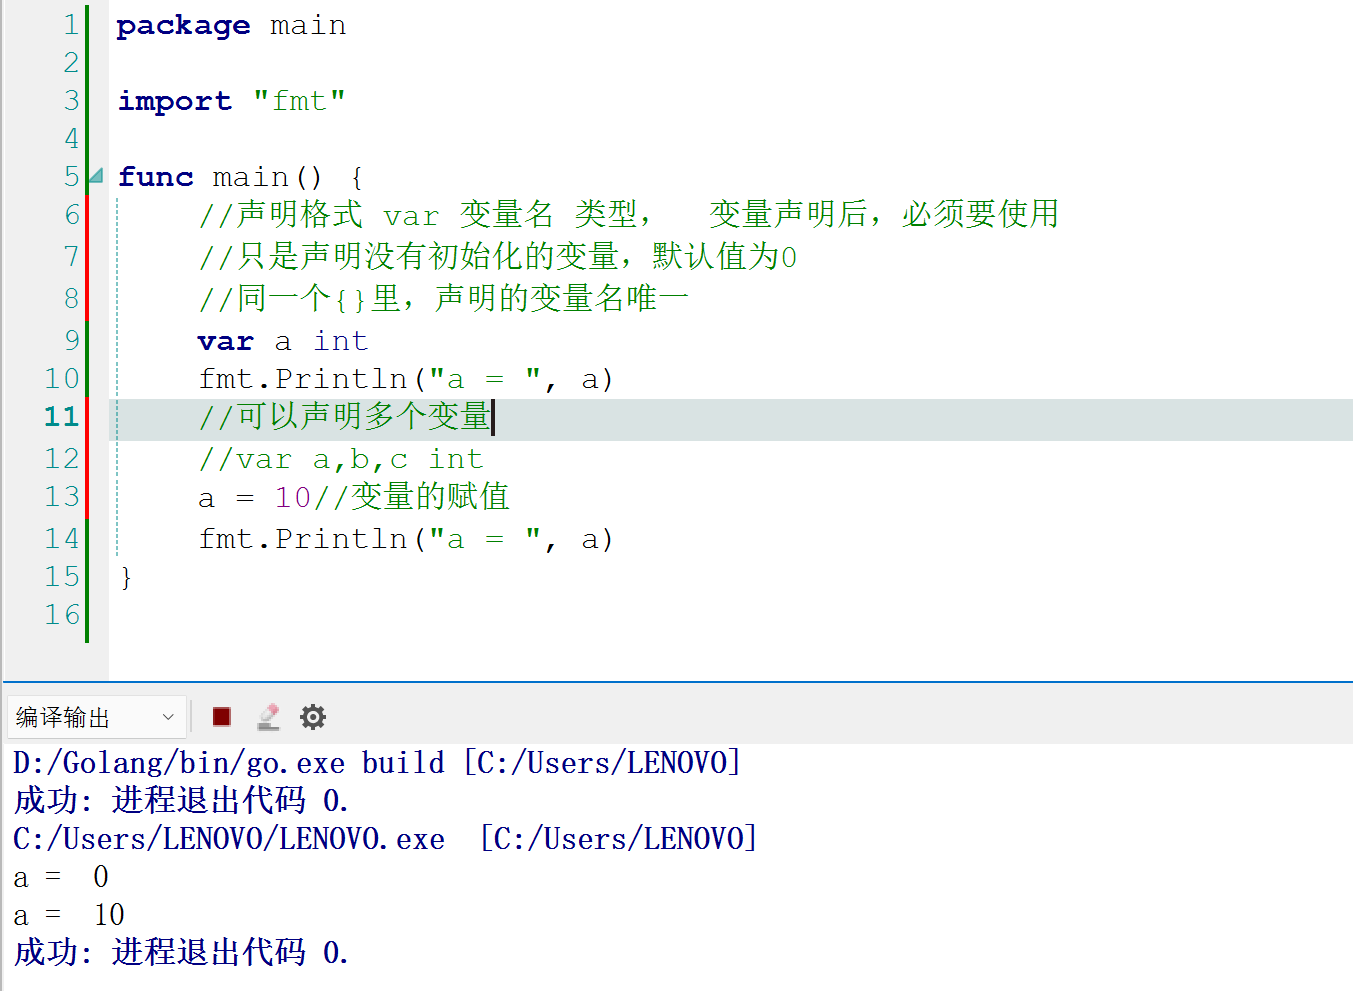 1 package main
2
3 import "fmt"
4
5 func main() {
6 //声明格式 var 变量名 类型，  变量声明后，必须要使用
7 //只是声明没有初始化的变量，默认值为0
8 //同一个{}里，声明的变量名唯一
9 var a int
10 fmt.Println("a = ", a)
11 //可以声明多个变量
12 //var a,b,c int
13 a = 10//变量的赋值
14 fmt.Println("a = ", a)
15 }
16
编译输出
D:/Golang/bin/go.exe build [C:/Users/LENOVO]
成功: 进程退出代码 0.
C:/Users/LENOVO/LENOVO.exe  [C:/Users/LENOVO]
a =  0
a =  10
成功: 进程退出代码 0.